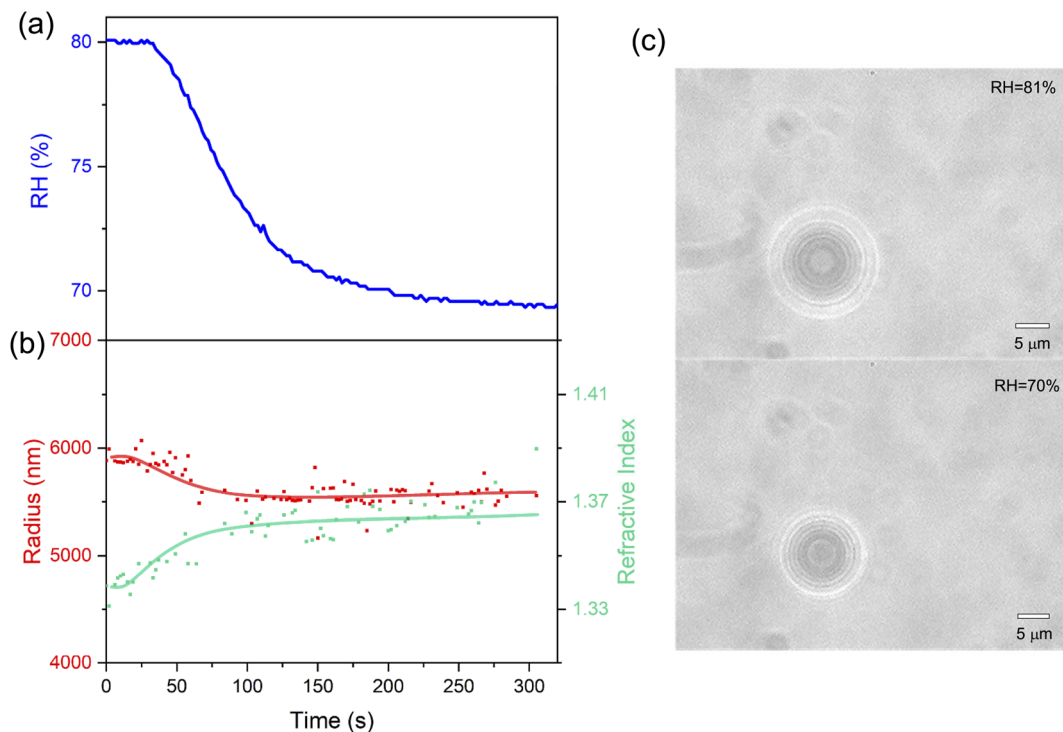 (a)
80
75
70
RH (%)
(b)
7000
6000
5000
4000
Radius (nm)
1.41
1.37
1.33
Refractive Index
0 50 100 150 200 250 300
Time (s)
(c)
RH=81%
5 μm
RH=70%
5 μm